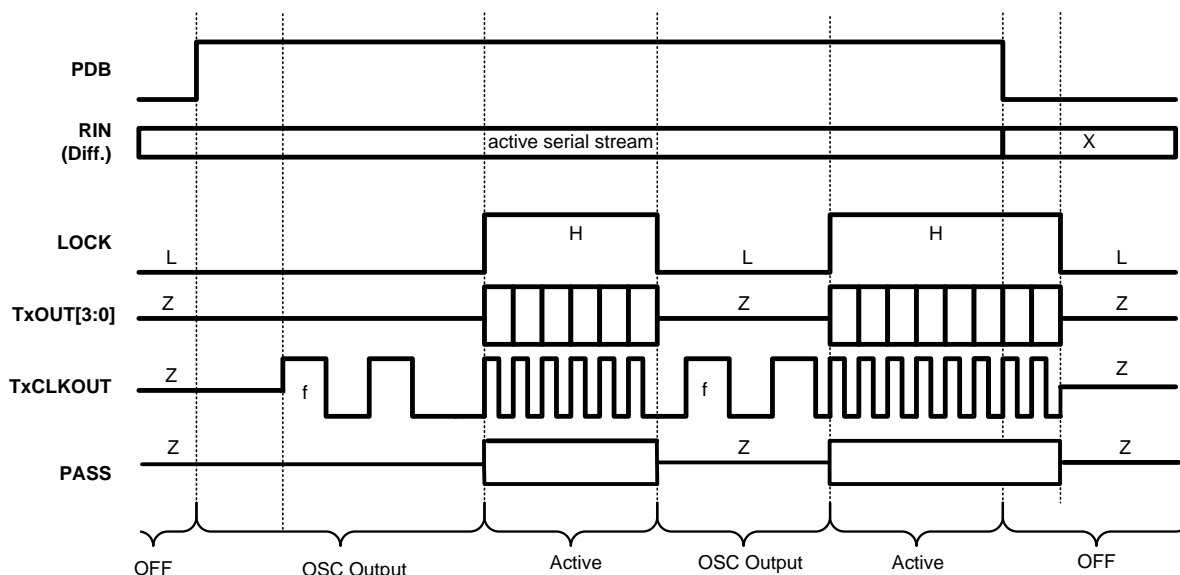 PDB
RIN
(Diff.)
active serial stream
X
LOCK
L
H
L
H
L
TxOUT[3:0]
Z
Z
Z
TxCLKOUT
Z
f
f
Z
PASS
Z
Z
Z
OFF
OSC Output
Active
OSC Output
Active
OFF